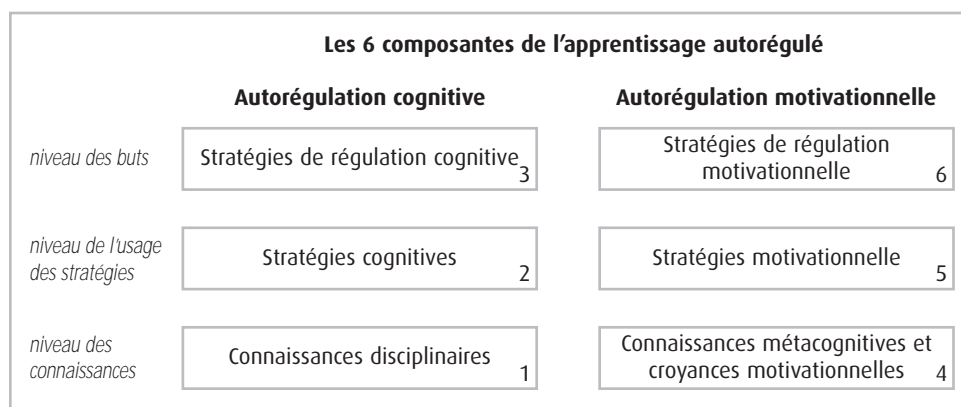 Les 6 composantes de l'apprentissage autorégulé
Autorégulation cognitive
Autorégulation motivationnelle
niveau des buts
Stratégies de régulation cognitive
3
Stratégies de régulation
motivationnelle
6
niveau de l'usage
des stratégies
Stratégies cognitives
2
Stratégies motivationnelle
5
niveau des
connaissances
Connaissances disciplinaires
1
Connaissances métacognitives et
croyances motivationnelles
4